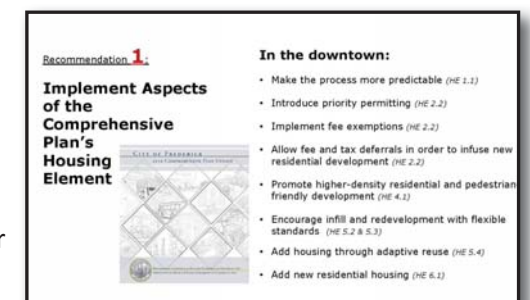 r
Recommendation 1:
Implement Aspects
of the
Comprehensive
Plan's
Housing
Element
CITY OF FREDERICK
2010 COMPREHENSIVE PLAN UPDATE
In the downtown:
• Make the process more predictable (HE 1.1)
• Introduce priority permitting (HE 2.2)
• Implement fee exemptions (HE 2.2)
• Allow fee and tax deferrals in order to infuse new
residential development (HE 2.2)
• Promote higher-density residential and pedestrian
friendly development (HE 4.1)
• Encourage infill and redevelopment with flexible
standards (HE 5.2 & 5.3)
• Add housing through adaptive reuse (HE 5.4)
• Add new residential housing (HE 6.1)